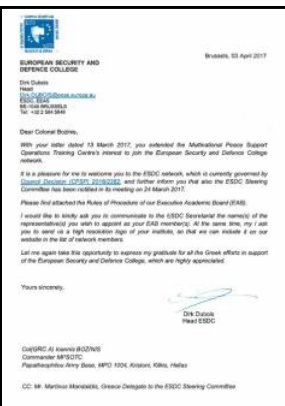 EUROPEAN SECURITY AND
DEFENCE COLLEGE
Brussels, 03 April 2017
Dirk Dubois
Head
ESDC, EEAS
BE-1046 BRUSSELS
Dear Colonel Bozinis,
With your letter dated 13 March 2017, you extended the Multinational Peace Support
Operations Training Centre's interest to join the European Security and Defence College
network.
It is a pleasure for me to welcome you to the ESDC network, which is currently governed by
Council Decision (CFSP) 2016/2382, and further inform you that also the ESDC Steering
Committee has been notified in its meeting on 24 March 2017.
Please find attached the Rules of Procedure of our Executive Academic Board (EAB).
I would like to kindly ask you to communicate to the ESDC Secretariat the name(s) of the
representative(s) you wish to appoint as your EAB member(s). At the same time, my I ask
you to send us a high resolution logo of your institute, so that we can include it on our
website in the list of network members.
Let me again take this opportunity to express my gratitude for all the Greek efforts in support
of the European Security and Defence College, which are highly appreciated.
Yours sincerely,
Dirk Dubois
Head ESDC
Col(GRC A) Ioannis BOZINIS
Commander MPSOTC
Papatheophilou Army Base, MPO 1004, Kristoni, Kilkis, Hellas
CC: Mr. Martinos Mandalidis, Greece Delegate to the ESDC Steering Committee